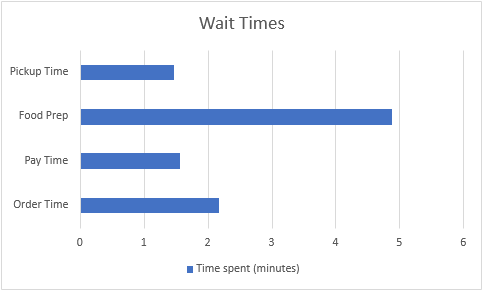 Wait Times
Pickup Time
Food Prep
Pay Time
Order Time
0 1 2 3 4 5 6
Time spent (minutes)